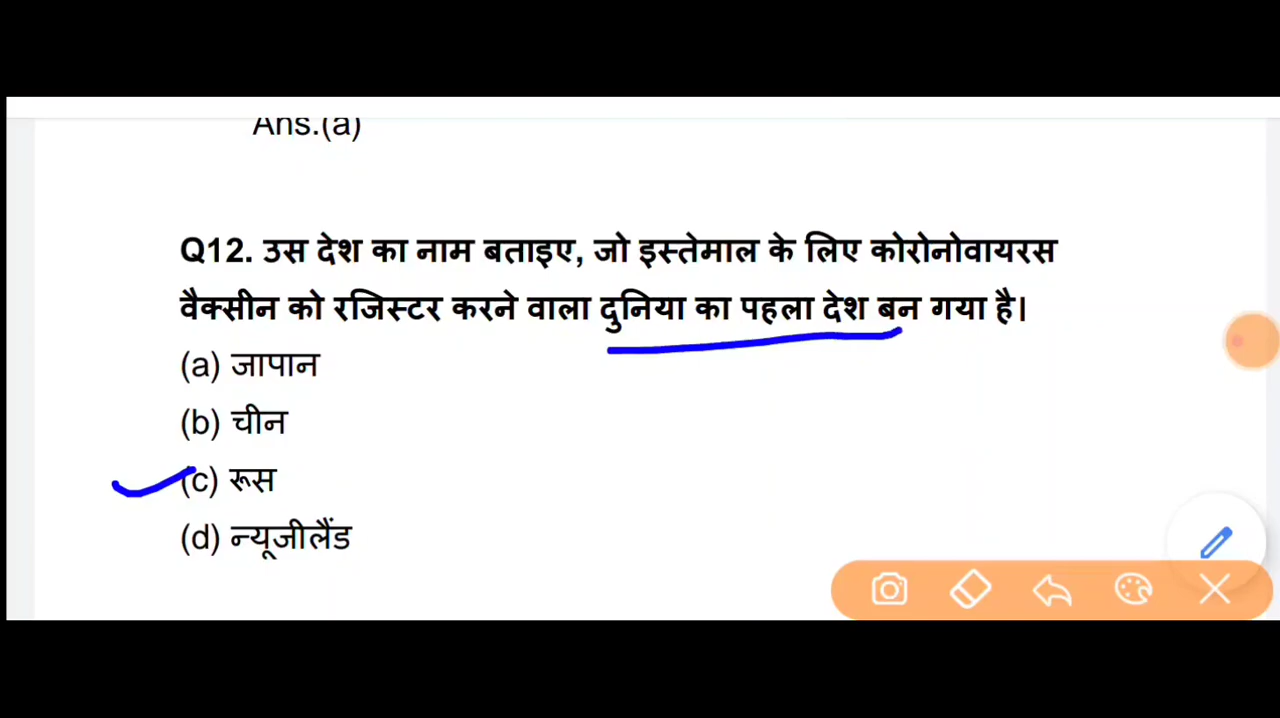 Ans.(a)
Q12. उस देश का नाम बताइए, जो इस्तेमाल के लिए कोरोनोवायरस
वैक्सीन को रजिस्टर करने वाला दुनिया का पहला देश बन गया है।
(a) जापान
(b) चीन
(c) रूस
(d) न्यूजीलैंड